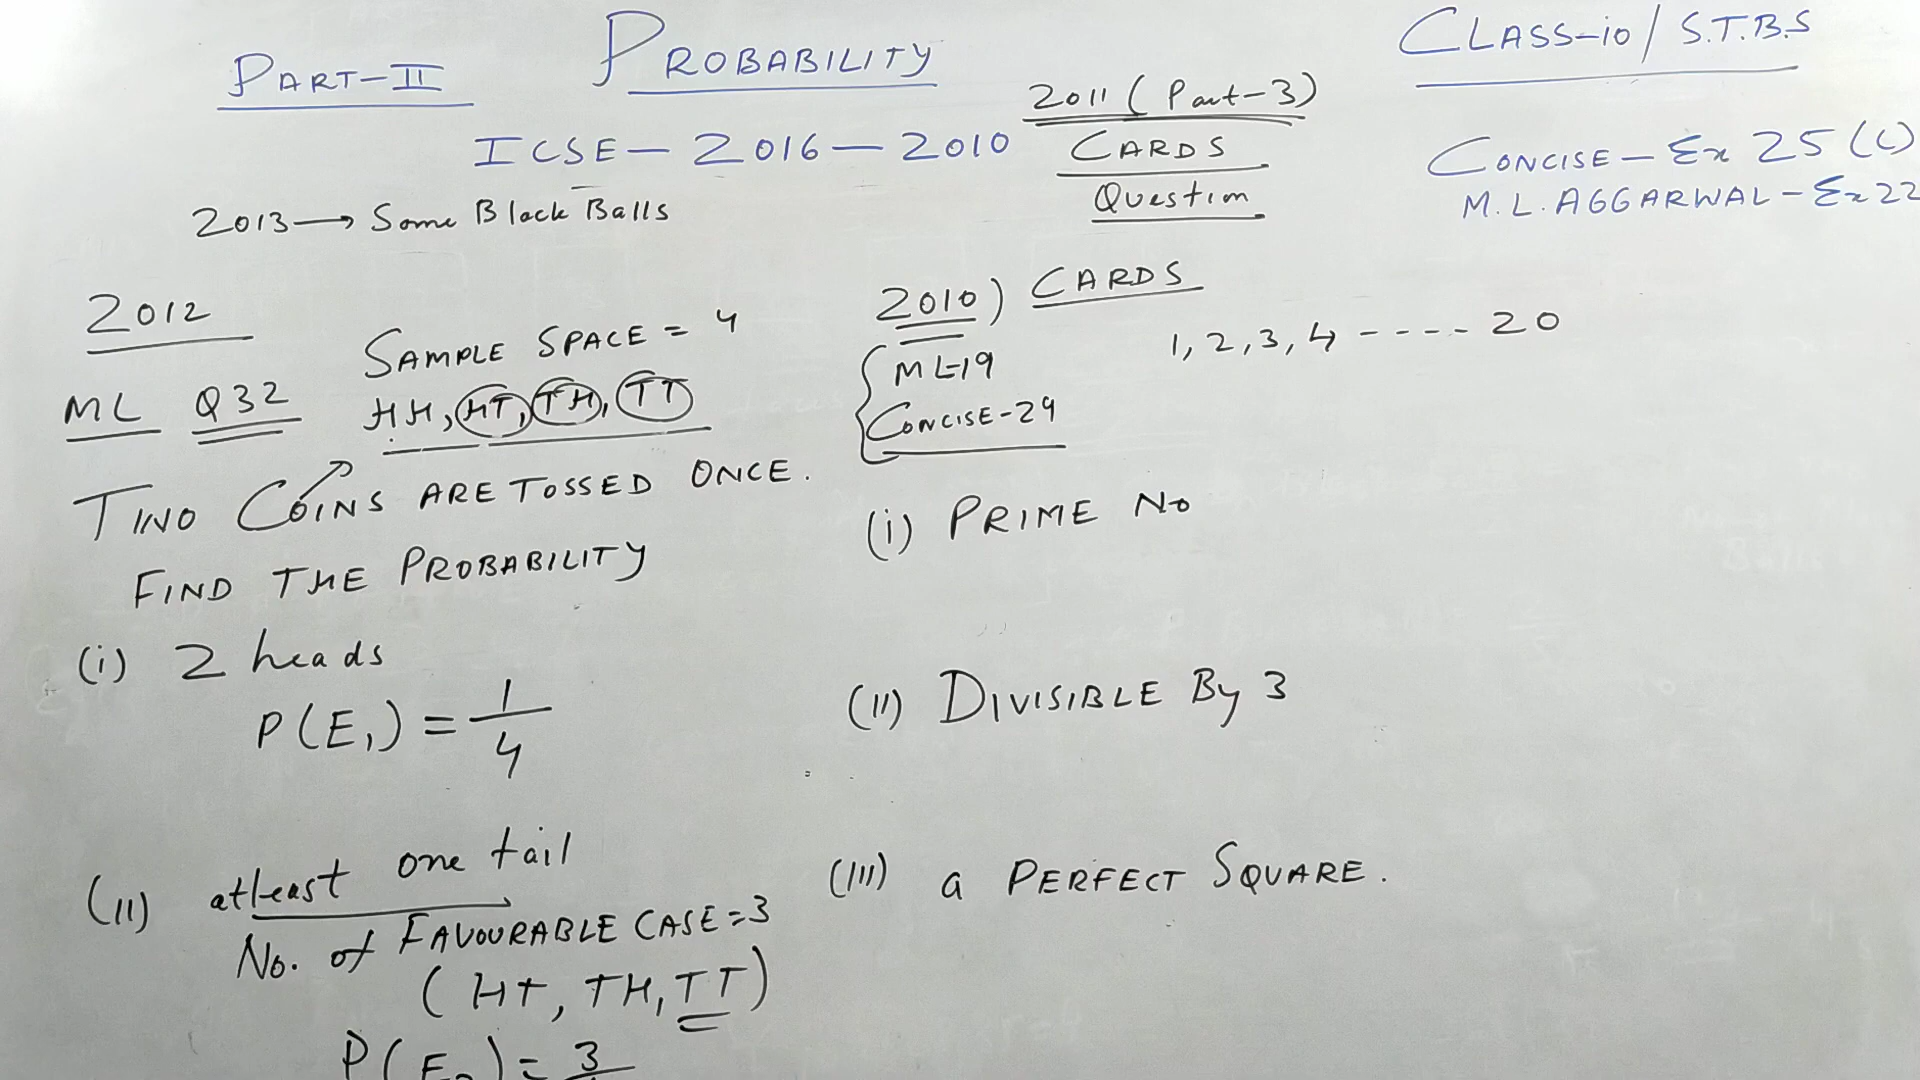 PART-II PROBABILITY CLASS-10 / S.T.B.S
2011 (Part-3)
ICSE - 2016 - 2010 CARDS CONCISE - Ex 25 (C)
Question M.L. AGGARWAL - Ex 22
2013 → Some Black Balls
2012
ML Q32
SAMPLE SPACE = 4
HH, HT, TH, TT
TWO COINS ARE TOSSED ONCE.
FIND THE PROBABILITY
(i) 2 heads
P(E₁) = 1/4
(ii) atleast one tail
No. of FAVOURABLE CASE = 3
(HT, TH, TT)
P(E₂) = 3
2010) CARDS
1, 2, 3, 4 ---- 20
ML-19
CONCISE-29
(i) PRIME No
(ii) DIVISIBLE By 3
(iii) a PERFECT SQUARE.